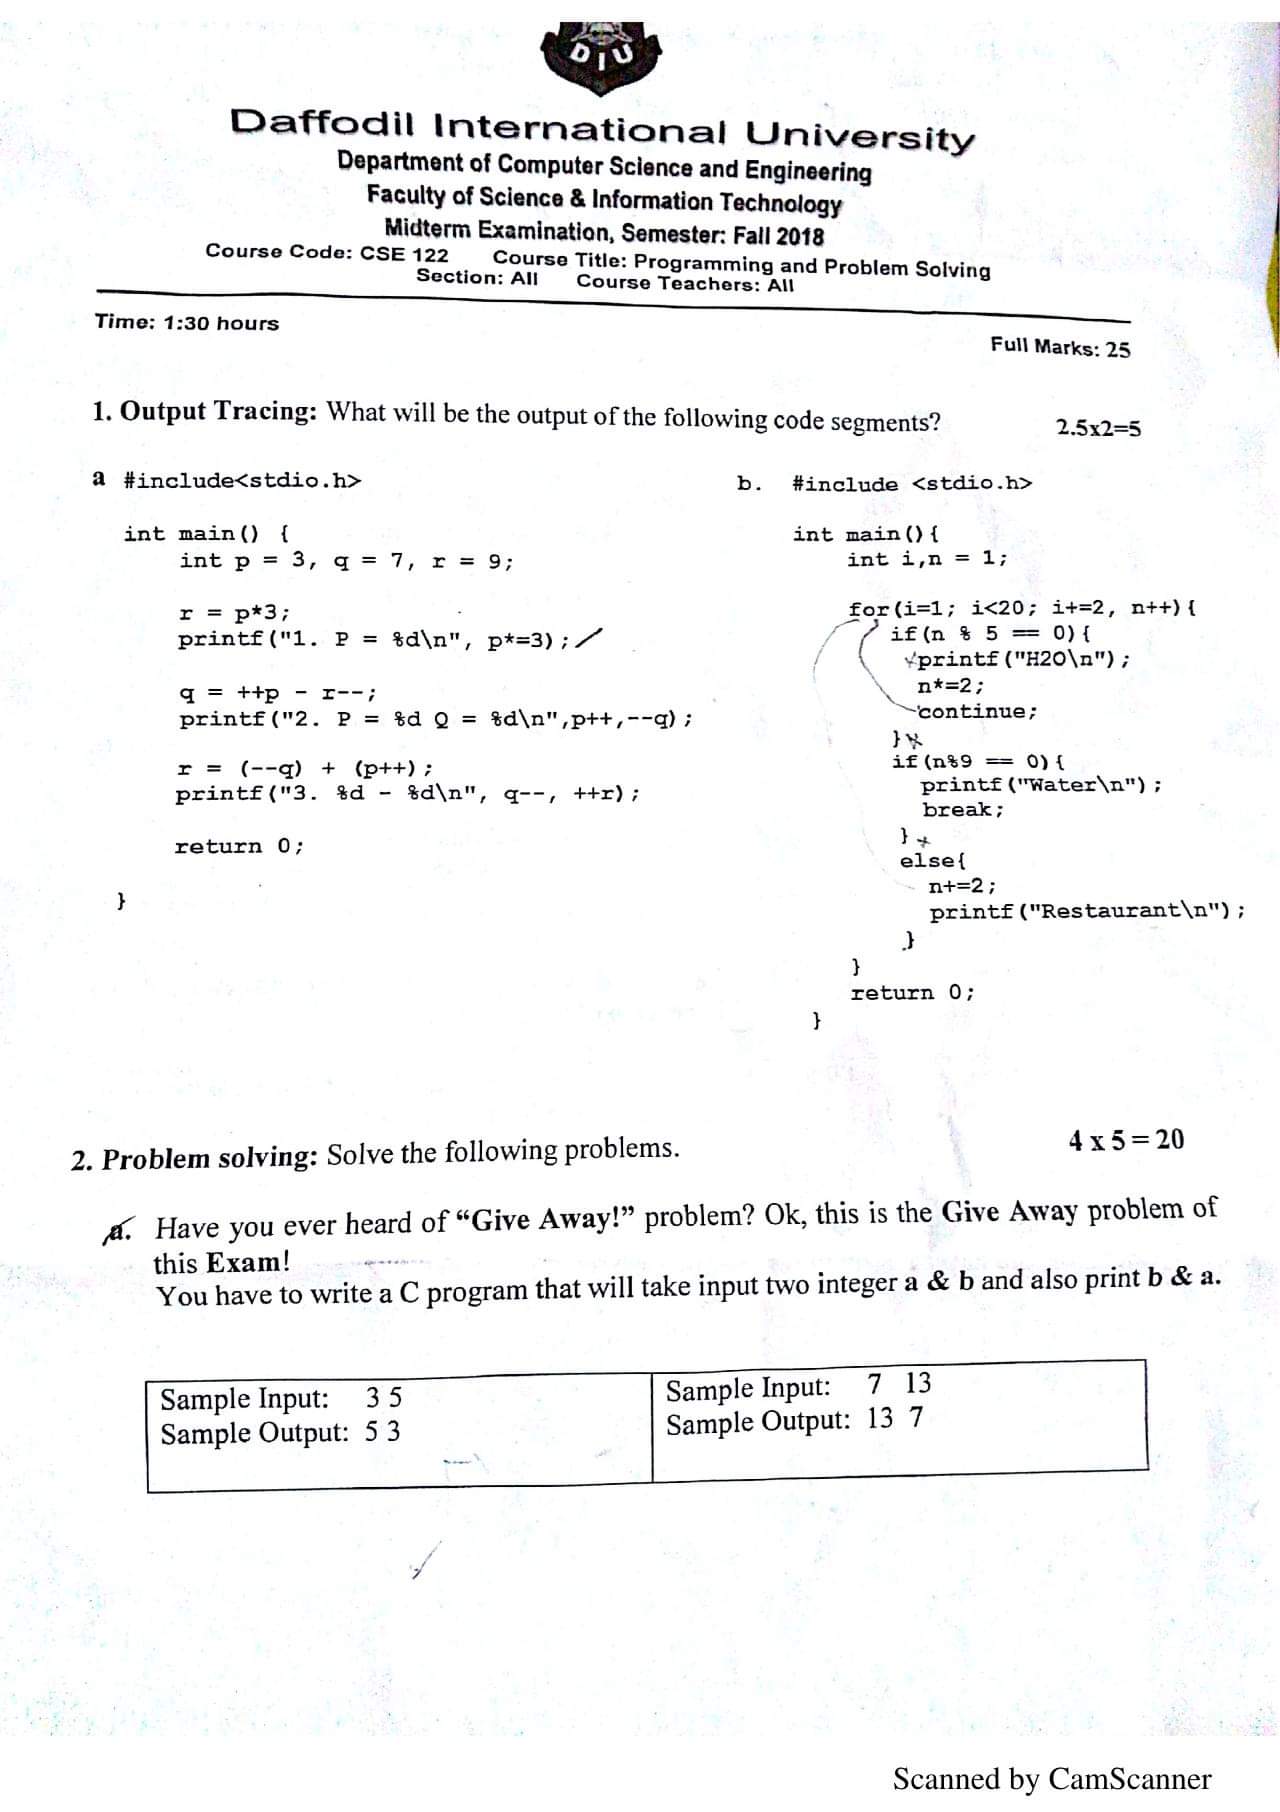 DIU
Daffodil International University
Department of Computer Science and Engineering
Faculty of Science & Information Technology
Midterm Examination, Semester: Fall 2018
Course Code: CSE 122 Course Title: Programming and Problem Solving
Section: All Course Teachers: All
Time: 1:30 hours
Full Marks: 25
1. Output Tracing: What will be the output of the following code segments? 2.5x2=5
a #include<stdio.h>
int main() {
int p = 3, q = 7, r = 9;
r = p*3;
printf("1. P = %d\n", p*=3);
q = ++p - r--;
printf("2. P = %d Q = %d\n",p++,--q);
r = (--q) + (p++);
printf("3. %d - %d\n", q--, ++r);
return 0;
}
b. #include <stdio.h>
int main(){
int i,n = 1;
for(i=1; i<20; i+=2, n++){
if(n % 5 == 0){
printf("H2O\n");
n*=2;
continue;
}
if(n%9 == 0){
printf("Water\n");
break;
}
else{
n+=2;
printf("Restaurant\n");
}
}
return 0;
}
2. Problem solving: Solve the following problems. 4 x 5 = 20
a. Have you ever heard of “Give Away!” problem? Ok, this is the Give Away problem of
this Exam!
You have to write a C program that will take input two integer a & b and also print b & a.
Sample Input: 3 5
Sample Output: 5 3
Sample Input: 7 13
Sample Output: 13 7
Scanned by CamScanner